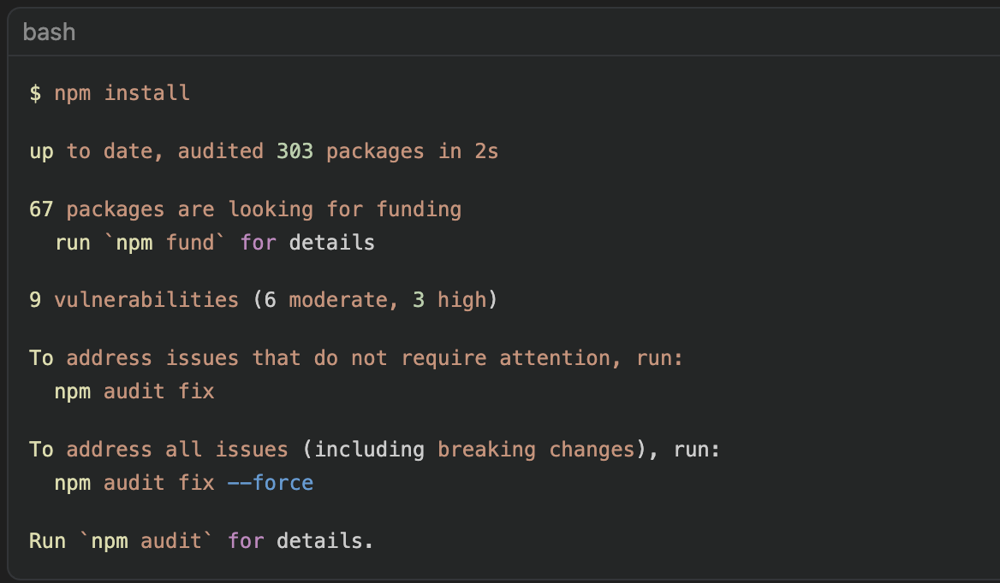 bash
$ npm install
up to date, audited 303 packages in 2s
67 packages are looking for funding
  run `npm fund` for details
9 vulnerabilities (6 moderate, 3 high)
To address issues that do not require attention, run:
  npm audit fix
To address all issues (including breaking changes), run:
  npm audit fix --force
Run `npm audit` for details.